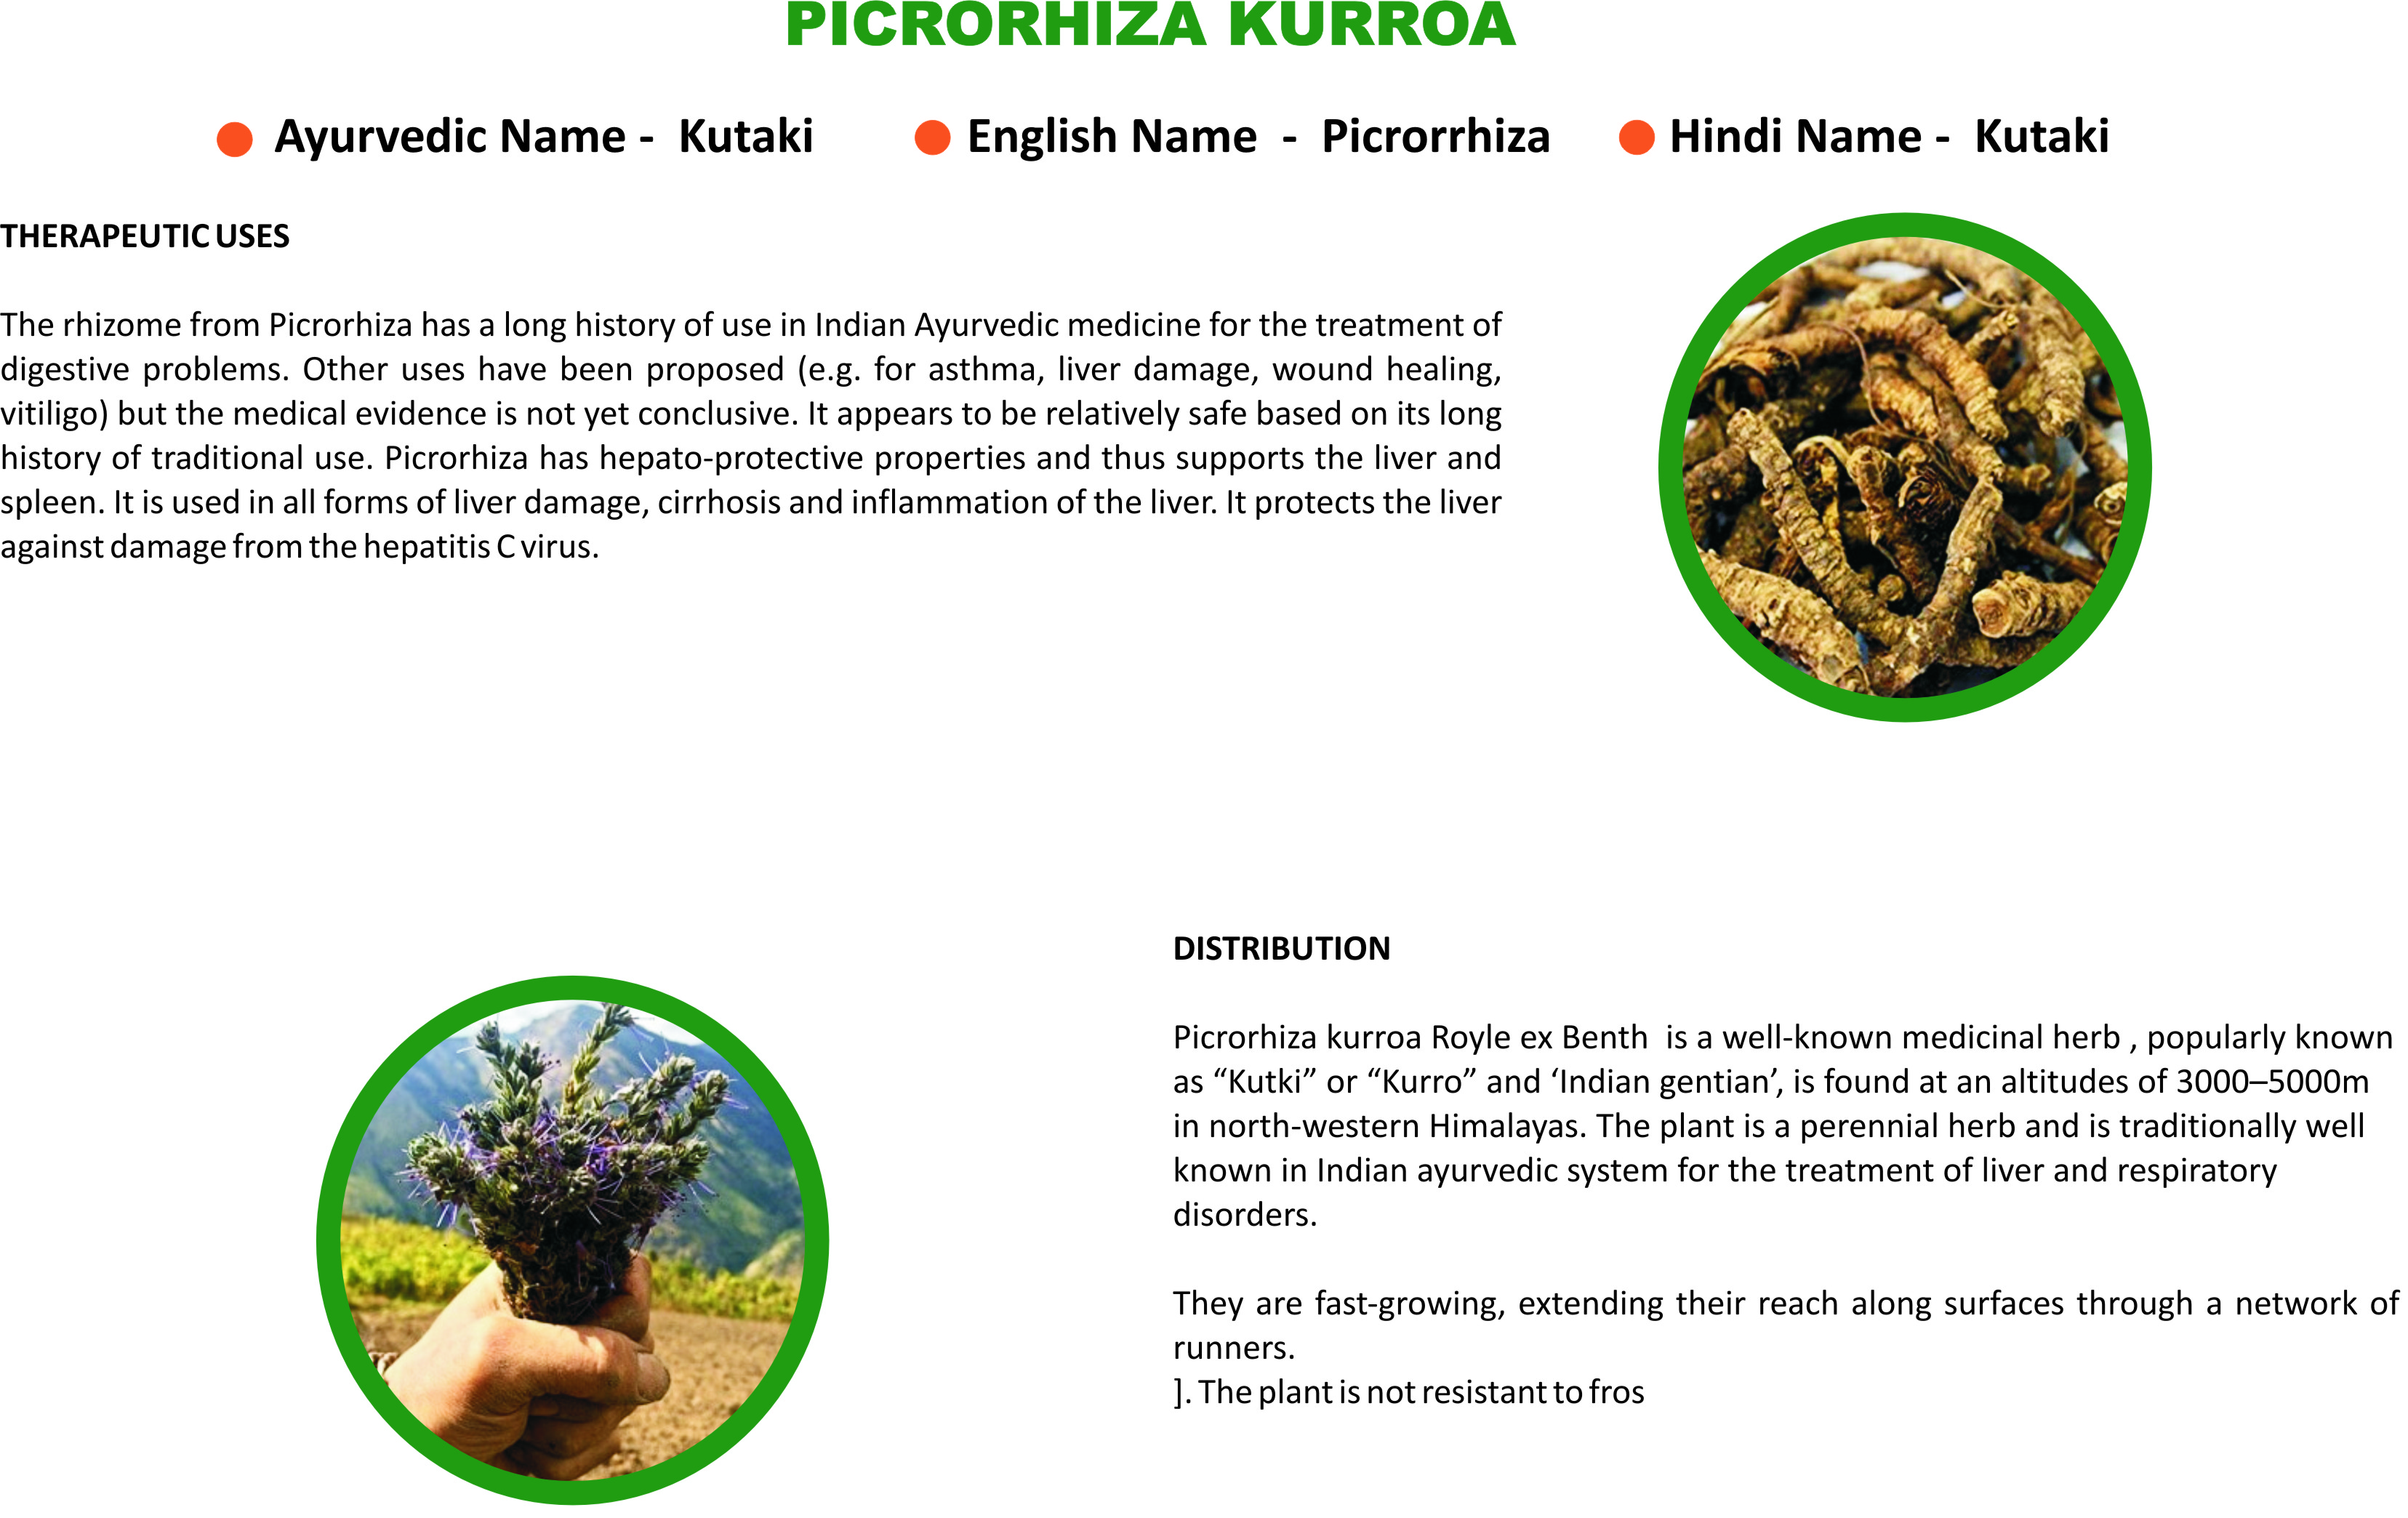 PICRORHIZA KURROA
Ayurvedic Name - Kutaki
English Name - Picrorrhiza
Hindi Name - Kutaki
THERAPEUTIC USES
The rhizome from Picrorhiza has a long history of use in Indian Ayurvedic medicine for the treatment of
digestive problems. Other uses have been proposed (e.g. for asthma, liver damage, wound healing,
vitiligo) but the medical evidence is not yet conclusive. It appears to be relatively safe based on its long
history of traditional use. Picrorhiza has hepato-protective properties and thus supports the liver and
spleen. It is used in all forms of liver damage, cirrhosis and inflammation of the liver. It protects the liver
against damage from the hepatitis C virus.
DISTRIBUTION
Picrorhiza kurroa Royle ex Benth is a well-known medicinal herb , popularly known
as “Kutki” or “Kurro” and ‘Indian gentian’, is found at an altitudes of 3000–5000m
in north-western Himalayas. The plant is a perennial herb and is traditionally well
known in Indian ayurvedic system for the treatment of liver and respiratory
disorders.
They are fast-growing, extending their reach along surfaces through a network of
runners.
]. The plant is not resistant to fros